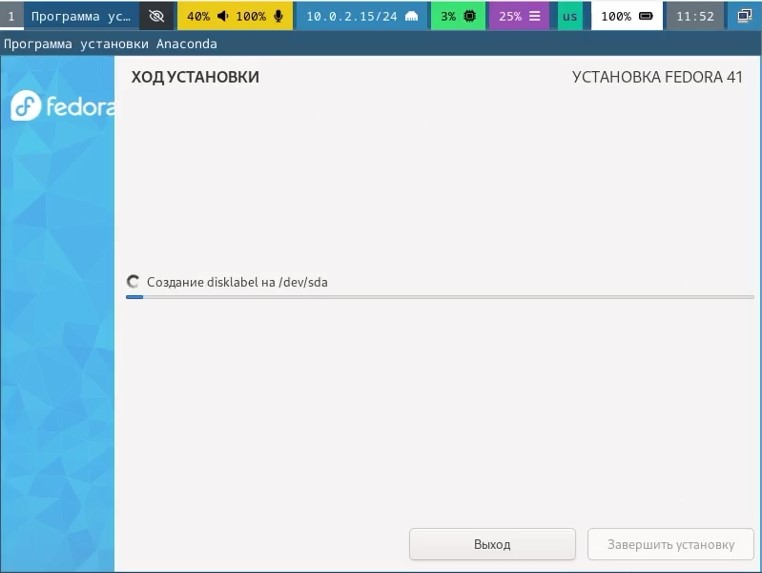 1 Программа ус… 40% 100% 10.0.2.15/24 3% 25% us 100% 11:52
Программа установки Anaconda
ХОД УСТАНОВКИ УСТАНОВКА FEDORA 41
fedora
Создание disklabel на /dev/sda
Выход Завершить установку